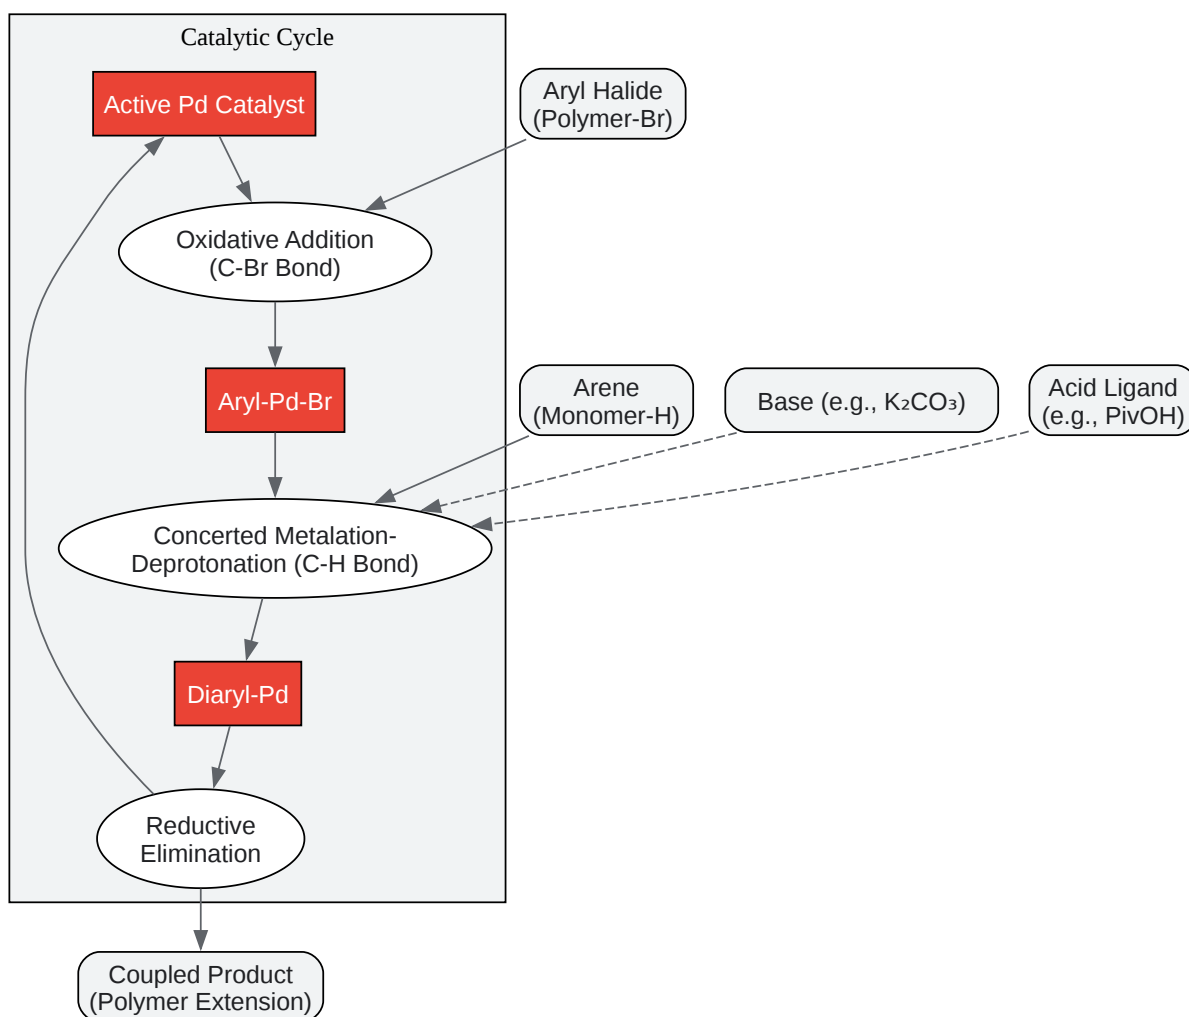 Catalytic Cycle
Active Pd Catalyst
Aryl Halide
(Polymer-Br)
Oxidative Addition
(C-Br Bond)
Aryl-Pd-Br
Arene
(Monomer-H)
Base (e.g., K₂CO₃)
Acid Ligand
(e.g., PivOH)
Concerted Metalation-
Deprotonation (C-H Bond)
Diaryl-Pd
Reductive
Elimination
Coupled Product
(Polymer Extension)